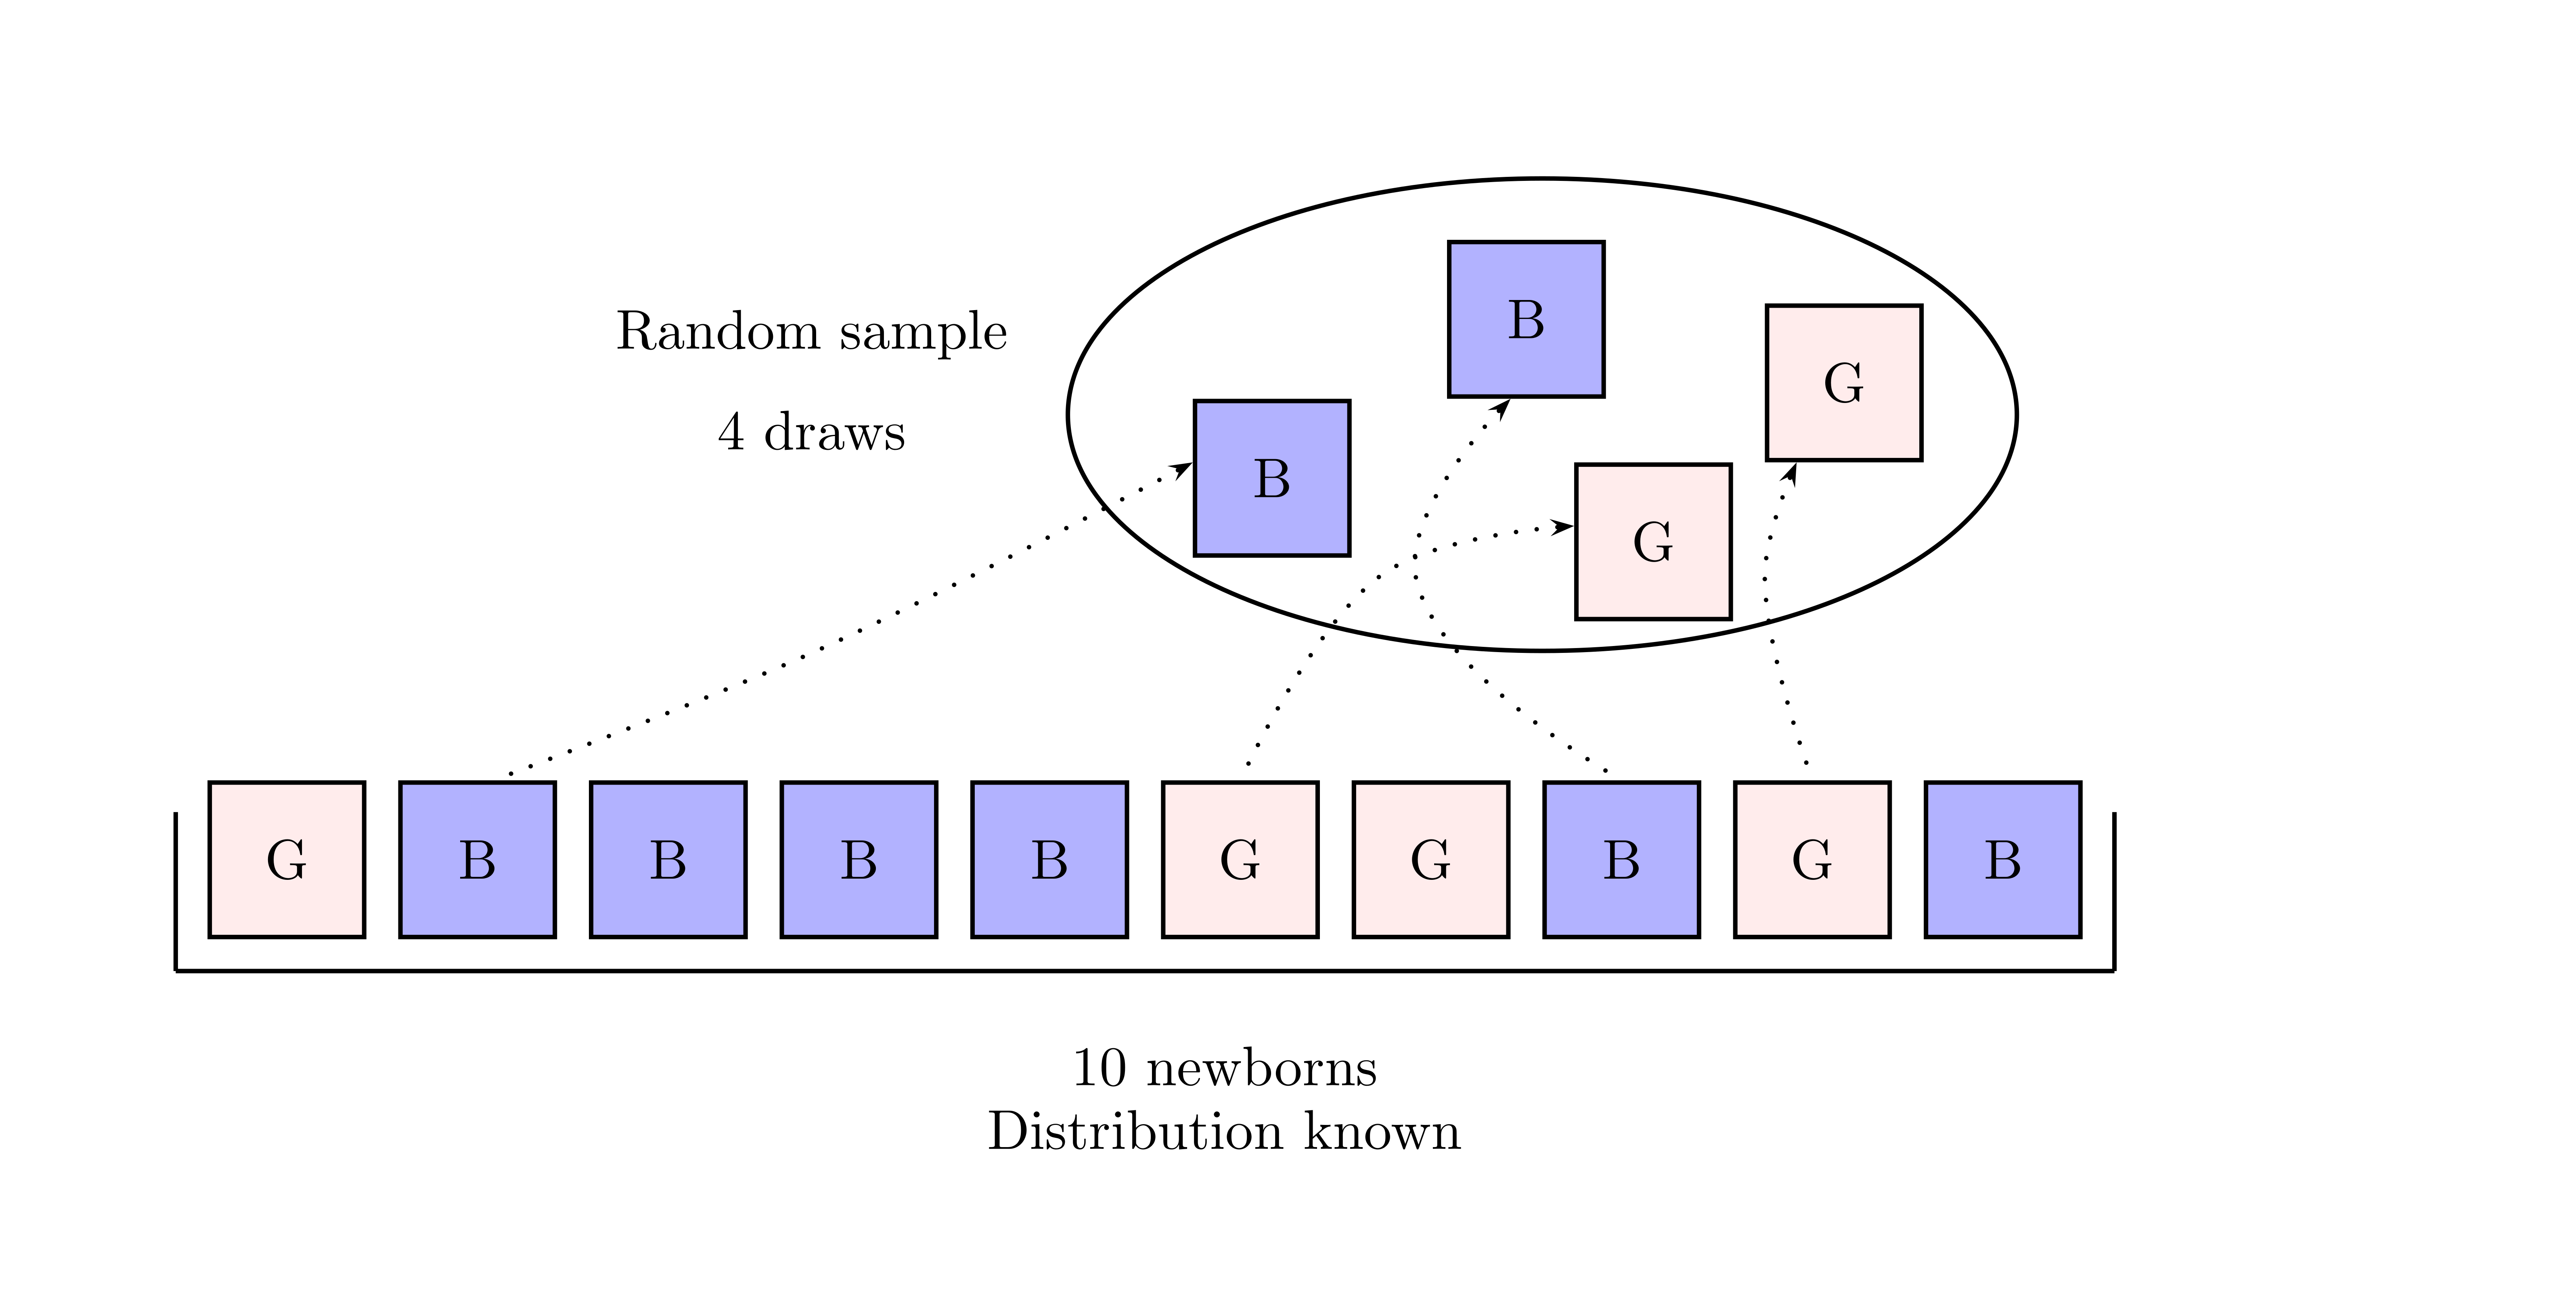 B
Random sample
G
4 draws
B
G
G B B B B G G B G B
10 newborns
Distribution known